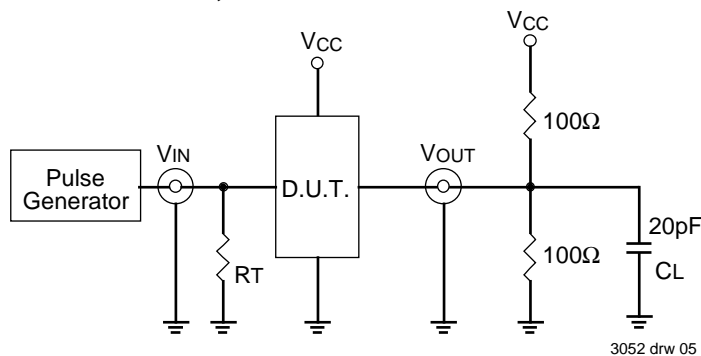 VCC
VCC
100Ω
VIN
VOUT
Pulse
Generator
D.U.T.
RT
100Ω
20pF
CL
3052 drw 05